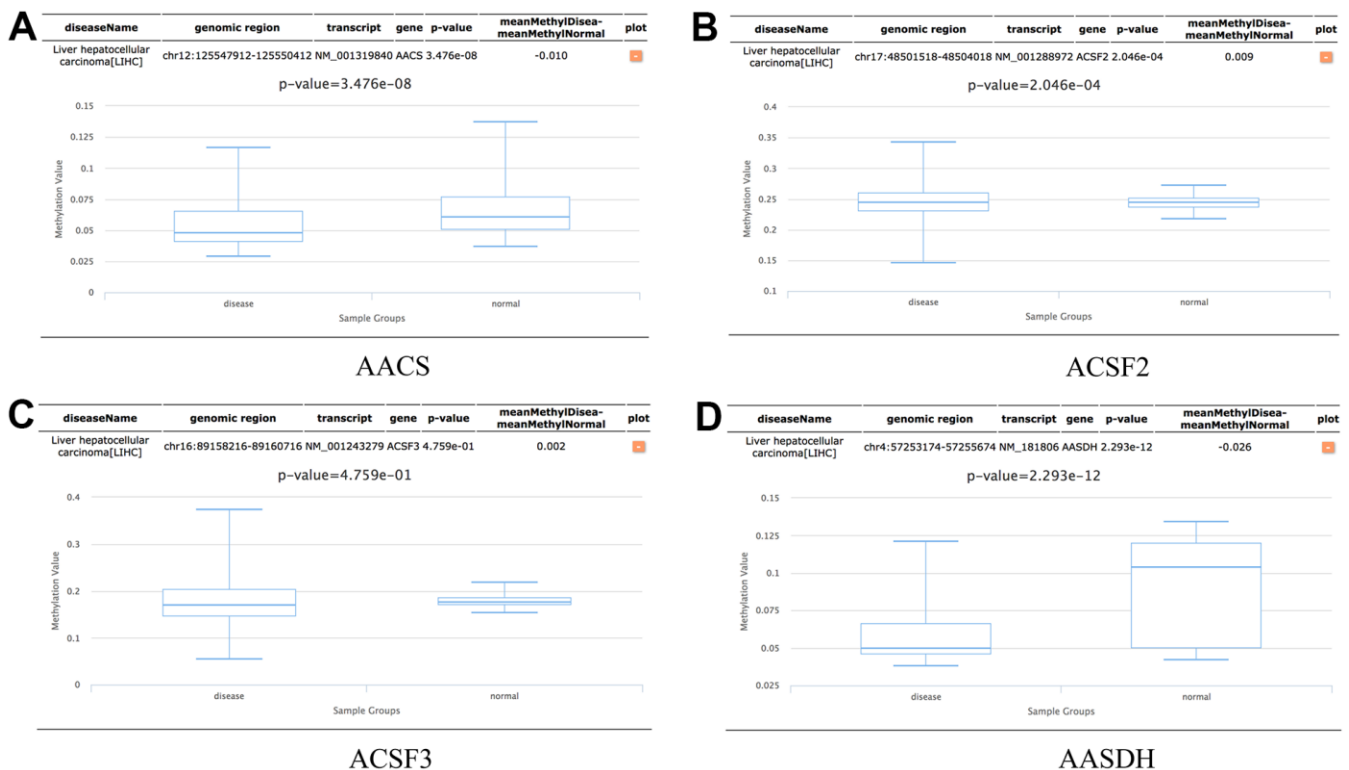 A
diseaseName genomic region transcript gene p-value meanMethylDisea-
meanMethylNormal plot
Liver hepatocellular
carcinoma[LIHC] chr12:125547912-125550412 NM_001319840 AACS 3.476e-08 -0.010 -
p-value=3.476e-08
Methylation Value
0.15
0.125
0.1
0.075
0.05
0.025
0
disease normal
Sample Groups
AACS
B
diseaseName genomic region transcript gene p-value meanMethylDisea-
meanMethylNormal plot
Liver hepatocellular
carcinoma[LIHC] chr17:48501518-48504018 NM_001288972 ACSF2 2.046e-04 0.009 -
p-value=2.046e-04
Methylation Value
0.4
0.35
0.3
0.25
0.2
0.15
0.1
disease normal
Sample Groups
ACSF2
C
diseaseName genomic region transcript gene p-value meanMethylDisea-
meanMethylNormal plot
Liver hepatocellular
carcinoma[LIHC] chr16:89158216-89160716 NM_001243279 ACSF3 4.759e-01 0.002 -
p-value=4.759e-01
Methylation Value
0.4
0.3
0.2
0.1
0
disease normal
Sample Groups
ACSF3
D
diseaseName genomic region transcript gene p-value meanMethylDisea-
meanMethylNormal plot
Liver hepatocellular
carcinoma[LIHC] chr4:57253174-57255674 NM_181806 AASDH 2.293e-12 -0.026 -
p-value=2.293e-12
Methylation Value
0.15
0.125
0.1
0.075
0.05
0.025
disease normal
Sample Groups
AASDH